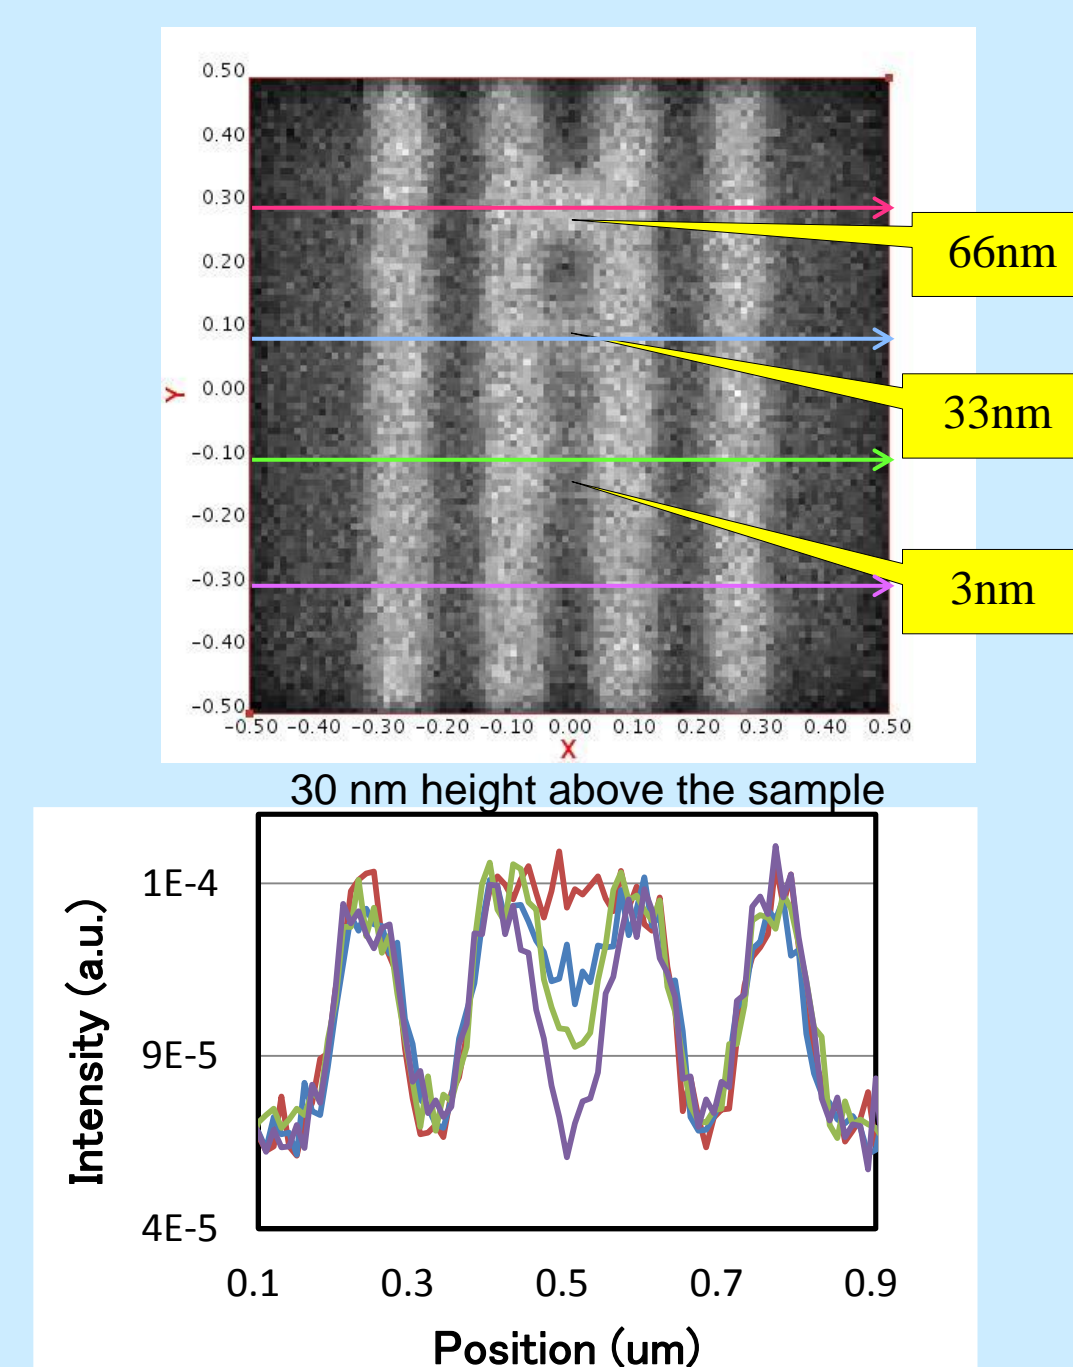 0.50
0.40
0.30
0.20
0.10
0.00
-0.10
-0.20
-0.30
-0.40
-0.50
Y
-0.50 -0.40 -0.30 -0.20 -0.10 0.00 0.10 0.20 0.30 0.40 0.50
X
66nm
33nm
3nm
30 nm height above the sample
1E-4
9E-5
4E-5
Intensity (a.u.)
0.1 0.3 0.5 0.7 0.9
Position (um)